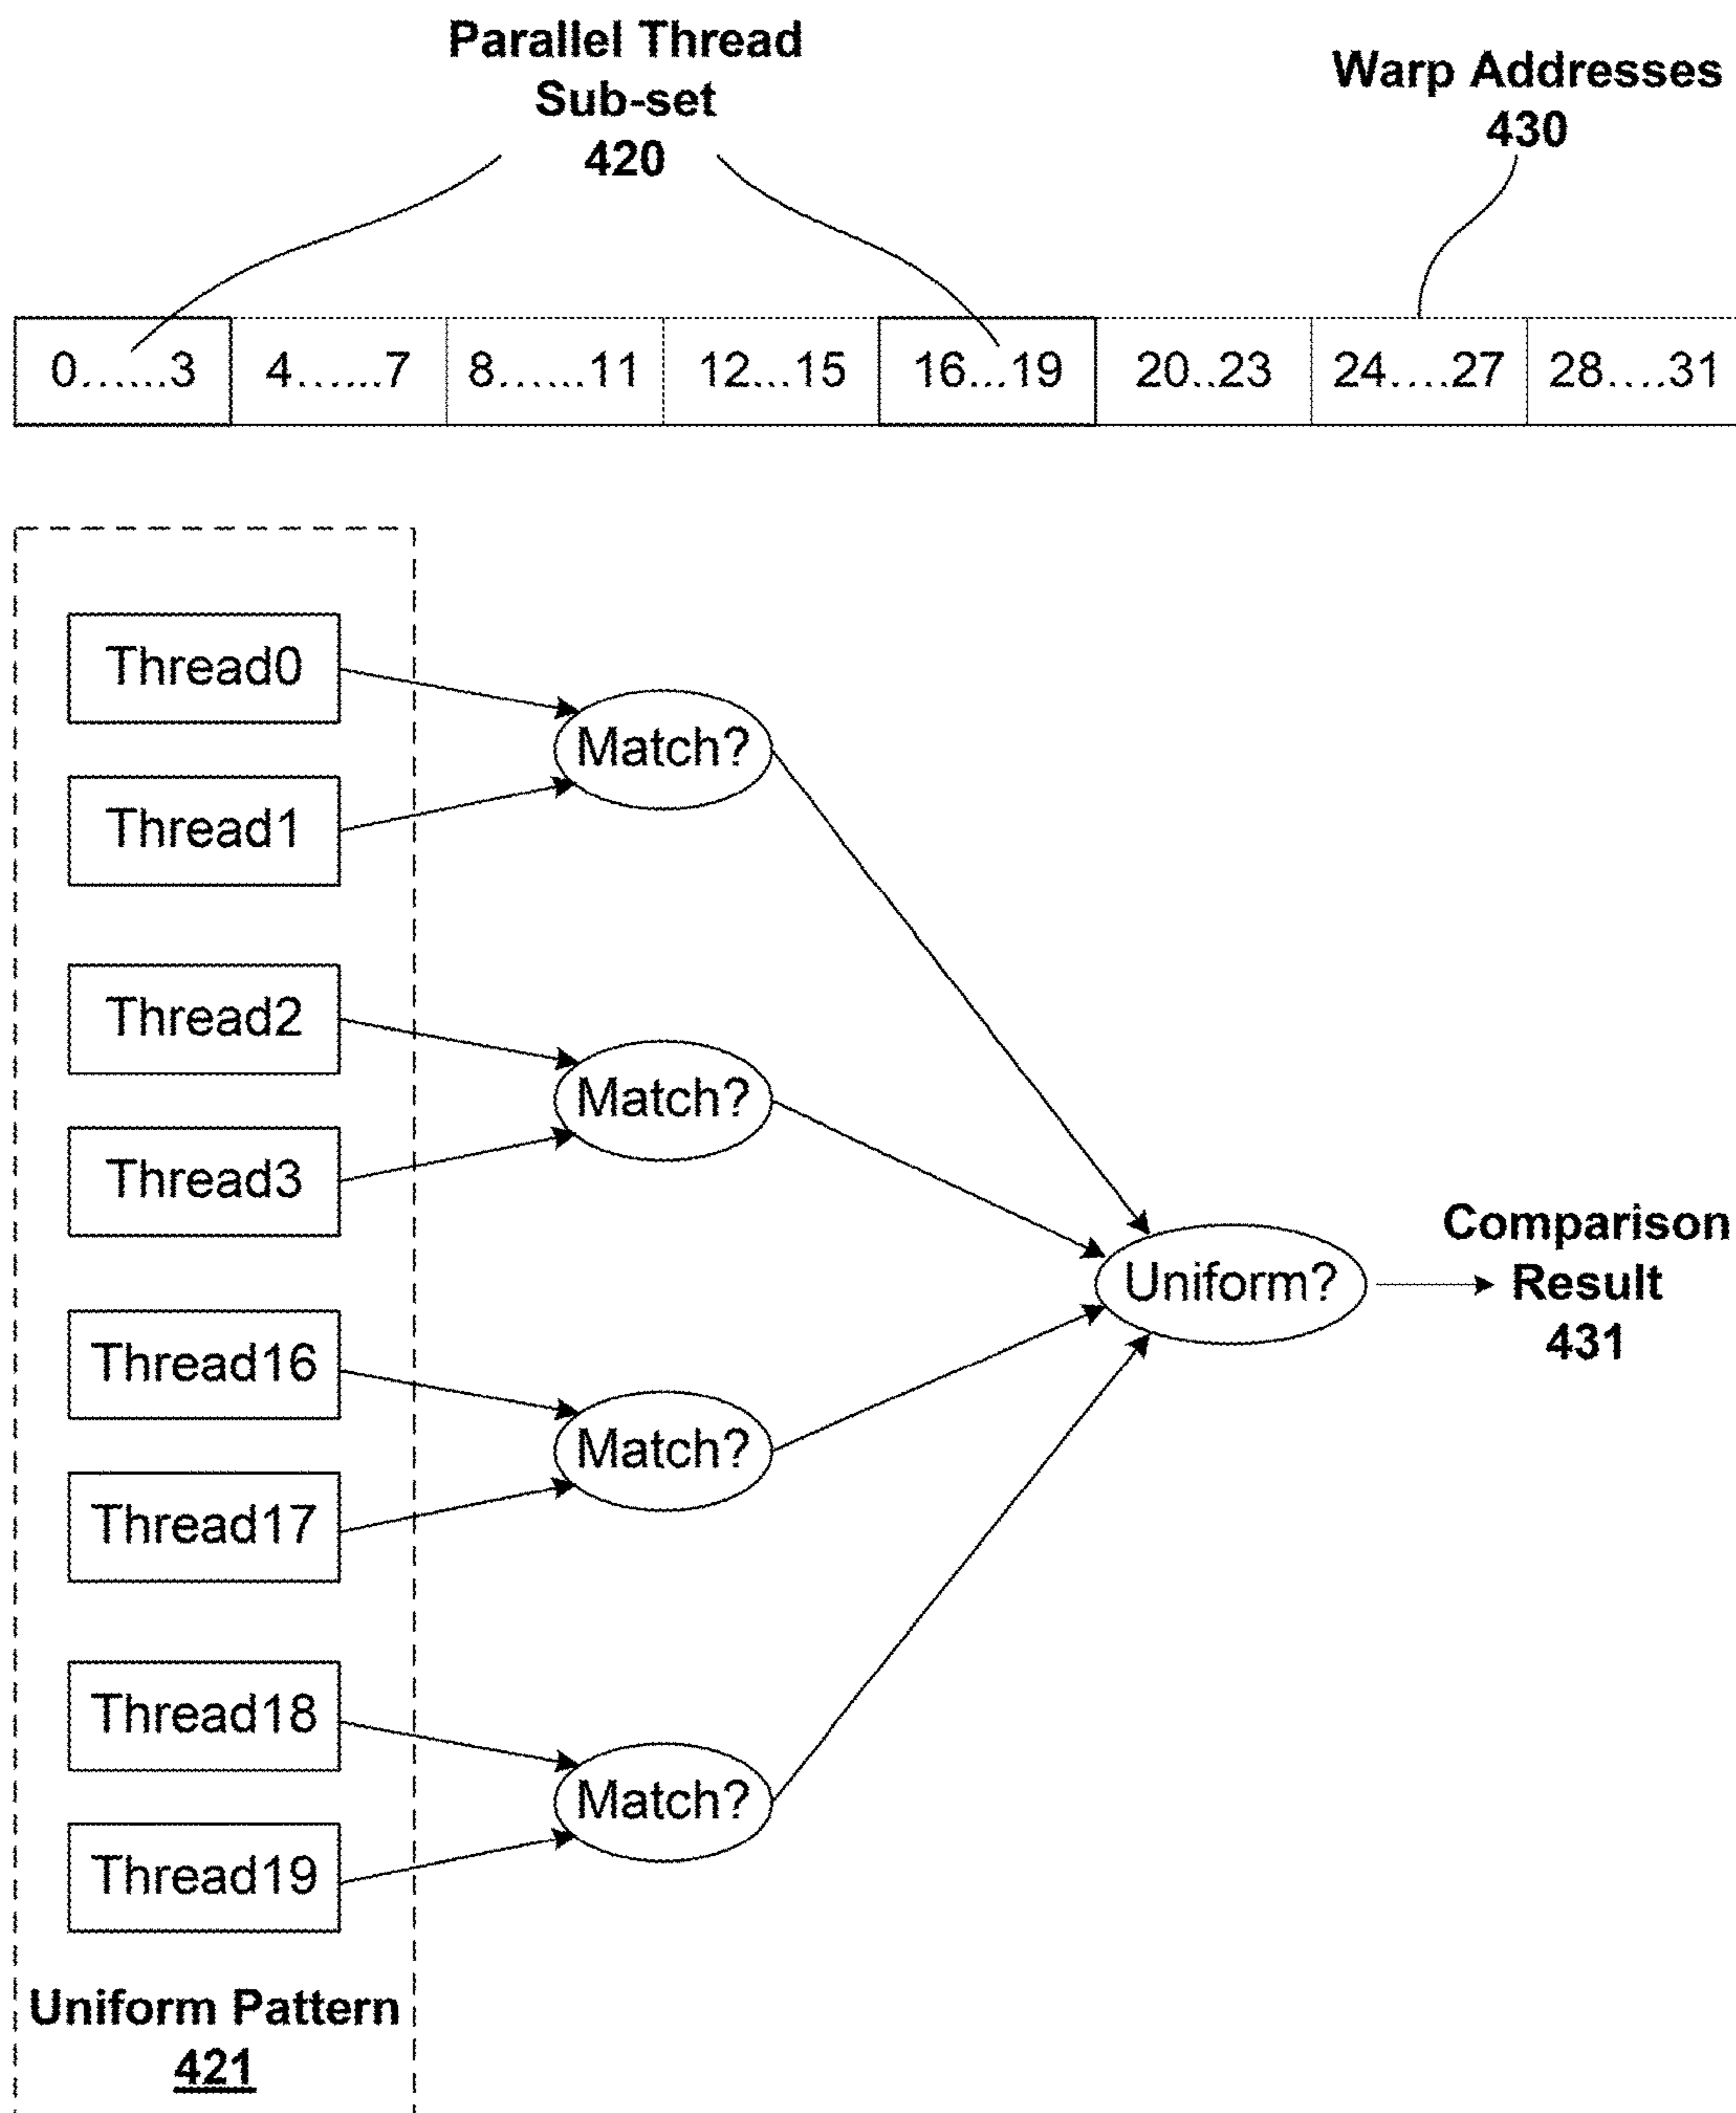 Parallel Thread
Sub-set
420
Warp Addresses
430
0......3 4......7 8......11 12...15 16...19 20..23 24....27 28....31
Thread0
Match?
Thread1
Thread2
Match?
Thread3
Uniform?
Comparison
Result
431
Thread16
Match?
Thread17
Thread18
Match?
Thread19
Uniform Pattern
421